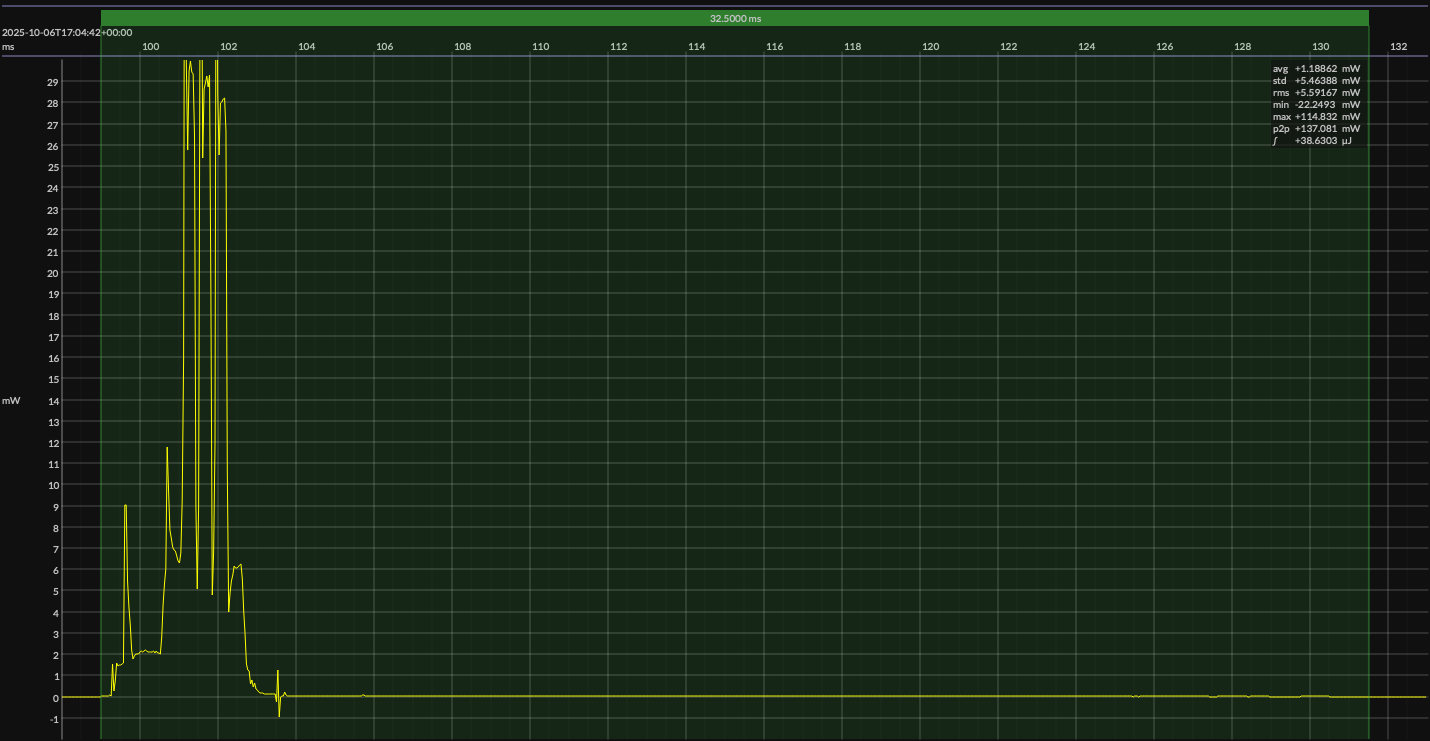 32.5000 ms
2025-10-06T17:04:42+00:00
ms 100 102 104 106 108 110 112 114 116 118 120 122 124 126 128 130 132
avg +1.18862 mW
std +5.46388 mW
rms +5.59167 mW
min -22.2493 mW
max +114.832 mW
p2p +137.081 mW
∫ +38.6303 µJ
29
28
27
26
25
24
23
22
21
20
19
18
17
16
15
mW 14
13
12
11
10
9
8
7
6
5
4
3
2
1
0
-1